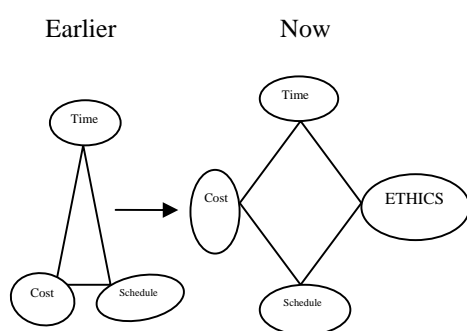 Earlier
Now
Time
Cost
Schedule
Time
Cost
ETHICS
Schedule